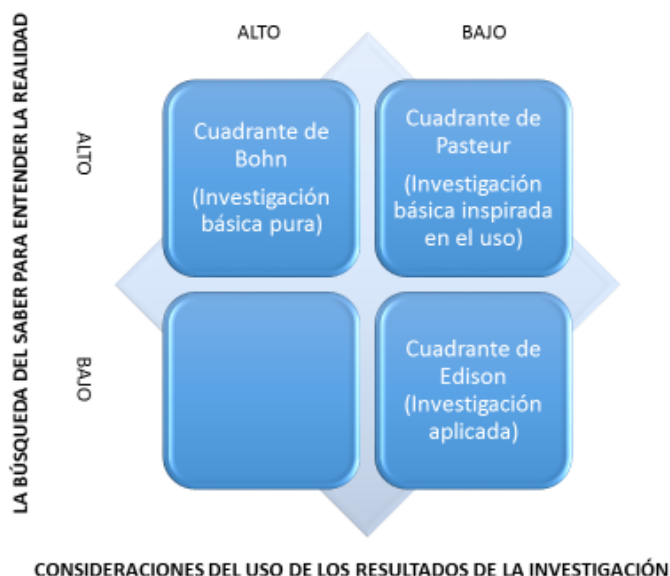 ALTO
BAJO
LA BÚSQUEDA DEL SABER PARA ENTENDER LA REALIDAD
ALTO
Cuadrante de
Bohn
(Investigación
básica pura)
Cuadrante de
Pasteur
(Investigación
básica inspirada
en el uso)
BAJO
Cuadrante de
Edison
(Investigación
aplicada)
CONSIDERACIONES DEL USO DE LOS RESULTADOS DE LA INVESTIGACIÓN